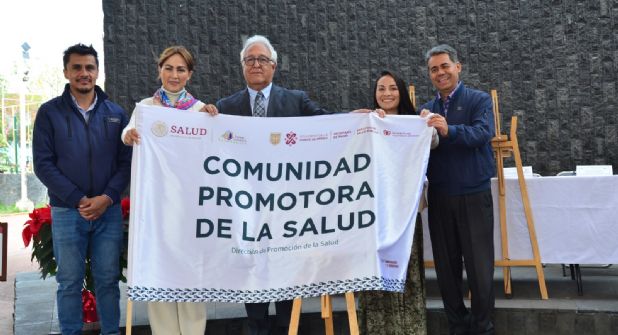 SALUD
COMUNIDAD
PROMOTORA
DE LA SALUD
Dirección de Promoción de la Salud